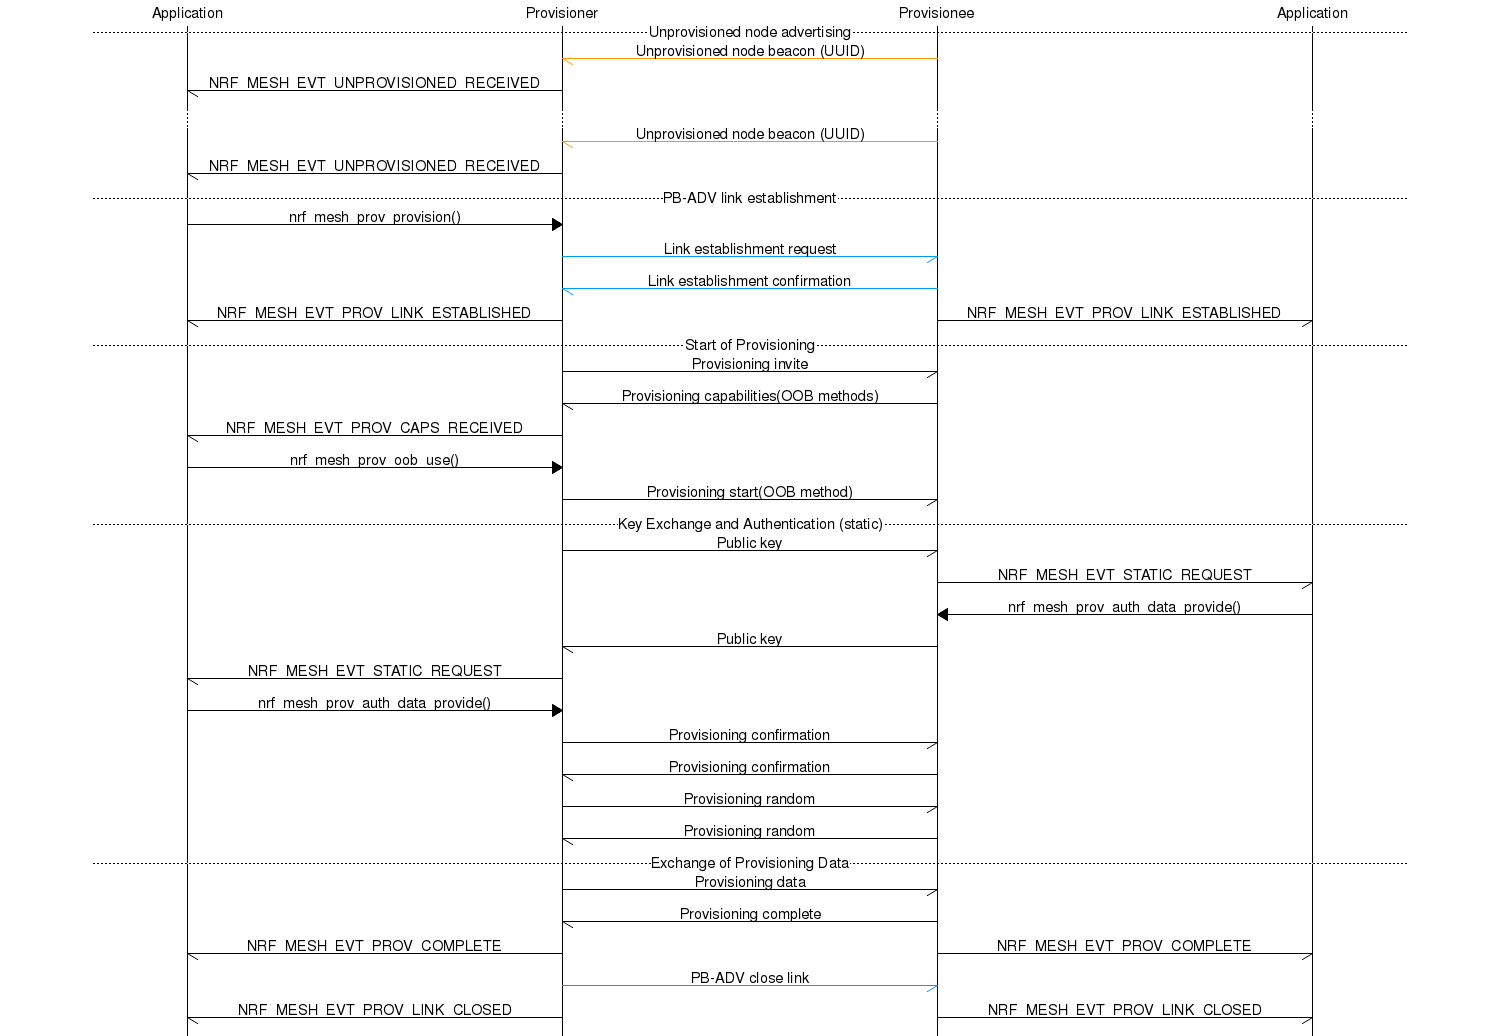 Application Provisioner Provisionee Application
Unprovisioned node advertising
Unprovisioned node beacon (UUID)
NRF_MESH_EVT_UNPROVISIONED_RECEIVED
Unprovisioned node beacon (UUID)
NRF_MESH_EVT_UNPROVISIONED_RECEIVED
PB-ADV link establishment
nrf_mesh_prov_provision()
Link establishment request
Link establishment confirmation
NRF_MESH_EVT_PROV_LINK_ESTABLISHED NRF_MESH_EVT_PROV_LINK_ESTABLISHED
Start of Provisioning
Provisioning invite
Provisioning capabilities(OOB methods)
NRF_MESH_EVT_PROV_CAPS_RECEIVED
nrf_mesh_prov_oob_use()
Provisioning start(OOB method)
Key Exchange and Authentication (static)
Public key
NRF_MESH_EVT_STATIC_REQUEST
nrf_mesh_prov_auth_data_provide()
Public key
NRF_MESH_EVT_STATIC_REQUEST
nrf_mesh_prov_auth_data_provide()
Provisioning confirmation
Provisioning confirmation
Provisioning random
Provisioning random
Exchange of Provisioning Data
Provisioning data
Provisioning complete
NRF_MESH_EVT_PROV_COMPLETE NRF_MESH_EVT_PROV_COMPLETE
PB-ADV close link
NRF_MESH_EVT_PROV_LINK_CLOSED NRF_MESH_EVT_PROV_LINK_CLOSED